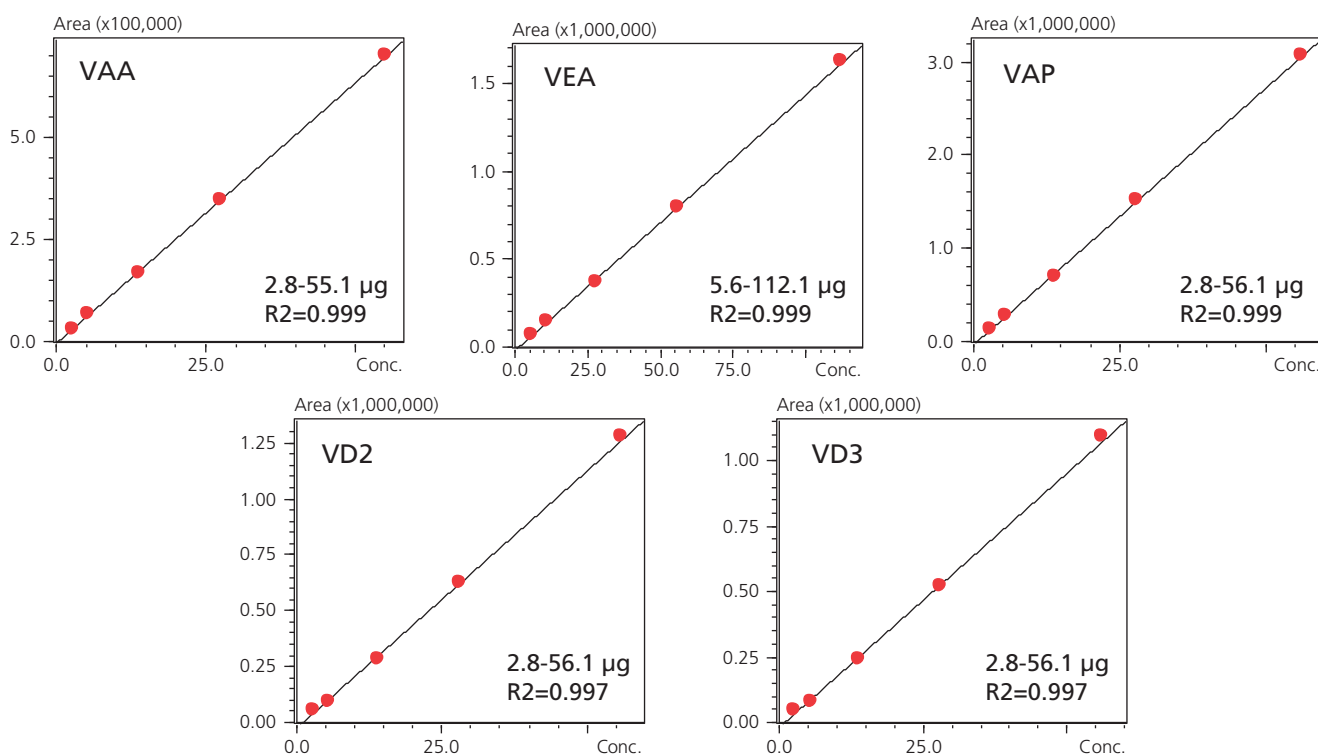 Area (x100,000)
VAA
5.0
2.5
0.0
2.8-55.1 µg
R2=0.999
0.0 25.0 Conc.
Area (x1,000,000)
VEA
1.5
1.0
0.5
0.0
5.6-112.1 µg
R2=0.999
0.0 25.0 50.0 75.0 Conc.
Area (x1,000,000)
VAP
3.0
2.0
1.0
0.0
2.8-56.1 µg
R2=0.999
0.0 25.0 Conc.
Area (x1,000,000)
VD2
1.25
1.00
0.75
0.50
0.25
0.00
2.8-56.1 µg
R2=0.997
0.0 25.0 Conc.
Area (x1,000,000)
VD3
1.00
0.75
0.50
0.25
0.00
2.8-56.1 µg
R2=0.997
0.0 25.0 Conc.